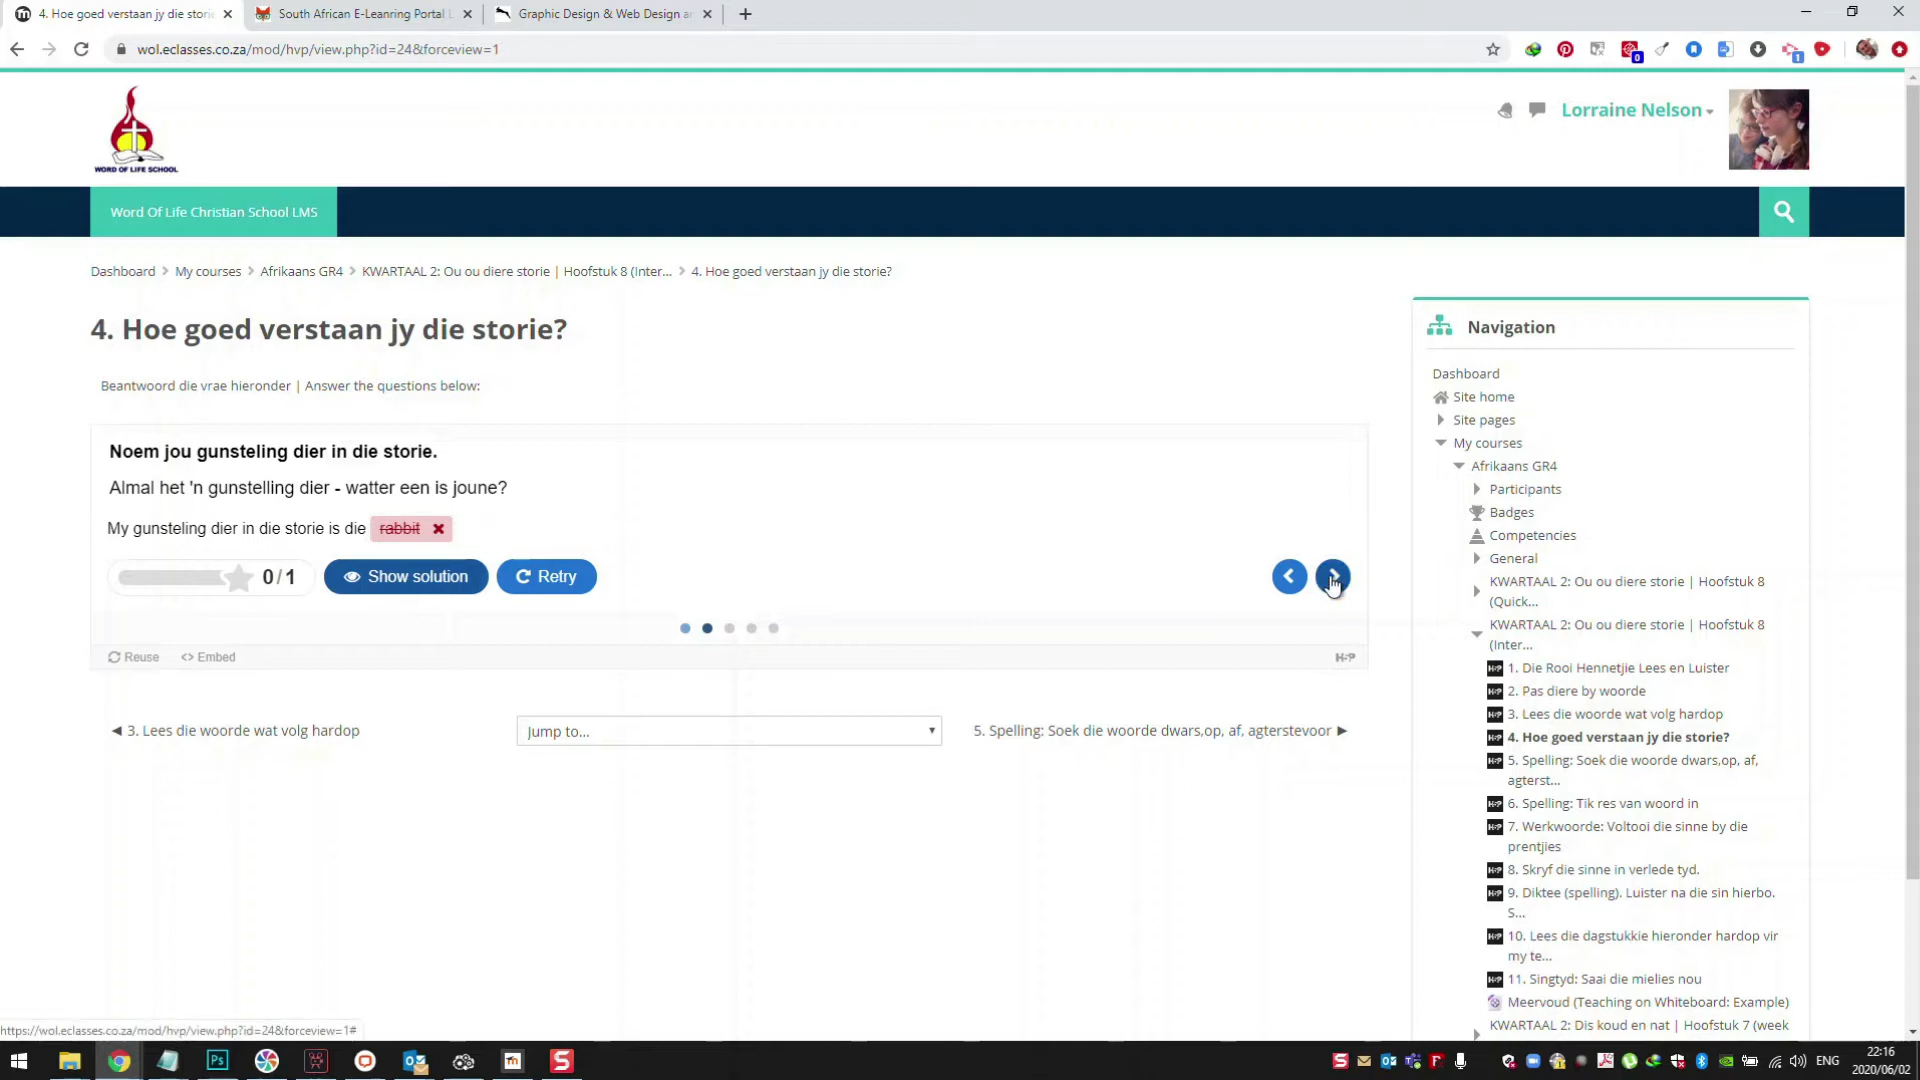 4. Hoe goed verstaan jy die stori
South African E-Leanring Portal L
Graphic Design & Web Design ar
wol.eclasses.co.za/mod/hvp/view.php?id=24&forceview=1
0
1
WORD OF LIFE SCHOOL
Lorraine Nelson
Word Of Life Christian School LMS
Dashboard
My courses
Afrikaans GR4
KWARTAAL 2: Ou ou diere storie | Hoofstuk 8 (Inter...
4. Hoe goed verstaan jy die storie?
4. Hoe goed verstaan jy die storie?
Beantwoord die vrae hieronder | Answer the questions below:
Noem jou gunsteling dier in die storie.
Almal het 'n gunstelling dier - watter een is joune?
My gunsteling dier in die storie is die rabbit
0/1
Show solution
Retry
Reuse
<> Embed
H5P
◄ 3. Lees die woorde wat volg hardop
Jump to...
5. Spelling: Soek die woorde dwars,op, af, agterstevoor ►
Navigation
Dashboard
Site home
Site pages
My courses
Afrikaans GR4
Participants
Badges
Competencies
General
KWARTAAL 2: Ou ou diere storie | Hoofstuk 8
(Quick...
KWARTAAL 2: Ou ou diere storie | Hoofstuk 8
(Inter...
1. Die Rooi Hennetjie Lees en Luister
2. Pas diere by woorde
3. Lees die woorde wat volg hardop
4. Hoe goed verstaan jy die storie?
5. Spelling: Soek die woorde dwars,op, af,
agterst...
6. Spelling: Tik res van woord in
7. Werkwoorde: Voltooi die sinne by die
prentjies
8. Skryf die sinne in verlede tyd.
9. Diktee (spelling). Luister na die sin hierbo.
S...
10. Lees die dagstukkie hieronder hardop vir
my te...
11. Singtyd: Saai die mielies nou
Meervoud (Teaching on Whiteboard: Example)
KWARTAAL 2: Dis koud en nat | Hoofstuk 7 (week
https://wol.eclasses.co.za/mod/hvp/view.php?id=24&forceview=1#
Ps
ENG
22:16
2020/06/02